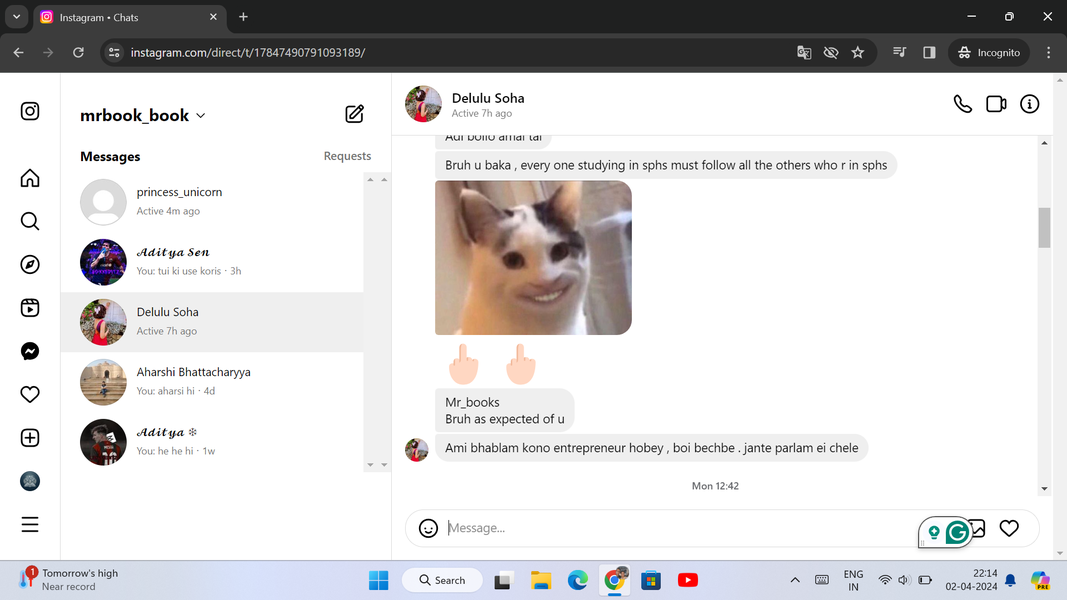 Instagram • Chats
instagram.com/direct/t/17847490791093189/
Incognito
mrbook_book
Messages
Requests
princess_unicorn
Active 4m ago
𝓐𝓭𝓲𝓽𝔂𝓪 𝓢𝓮𝓷
You: tui ki use koris · 3h
Delulu Soha
Active 7h ago
Aharshi Bhattacharyya
You: aharsi hi · 4d
𝓐𝓭𝓲𝓽𝔂𝓪 ❄
You: he he hi · 1w
Delulu Soha
Active 7h ago
Bruh u baka , every one studying in sphs must follow all the others who r in sphs
Mr_books
Bruh as expected of u
Ami bhablam kono entrepreneur hobey , boi bechbe . jante parlam ei chele
Mon 12:42
Message...
1
Tomorrow's high
Near record
Search
ENG
IN
22:14
02-04-2024
PRE